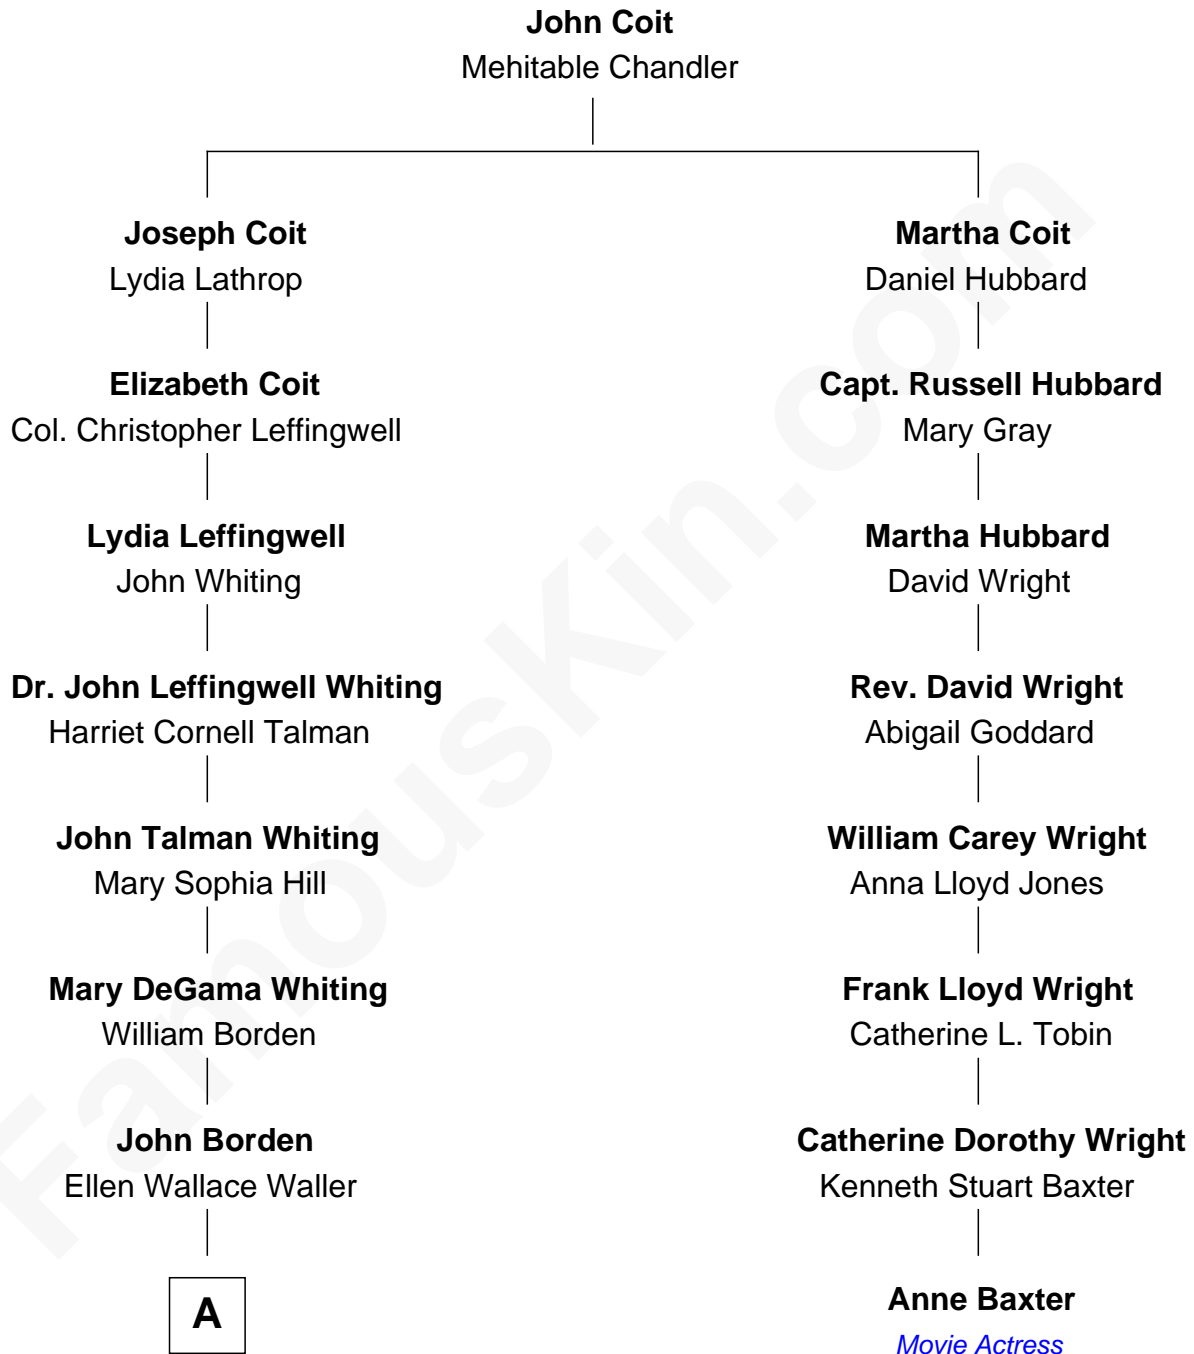 John Coit
Mehitable Chandler
Joseph Coit
Lydia Lathrop
Martha Coit
Daniel Hubbard
Elizabeth Coit
Col. Christopher Leffingwell
Capt. Russell Hubbard
Mary Gray
Lydia Leffingwell
John Whiting
Martha Hubbard
David Wright
Dr. John Leffingwell Whiting
Harriet Cornell Talman
Rev. David Wright
Abigail Goddard
John Talman Whiting
Mary Sophia Hill
William Carey Wright
Anna Lloyd Jones
Mary DeGama Whiting
William Borden
Frank Lloyd Wright
Catherine L. Tobin
John Borden
Ellen Wallace Waller
Catherine Dorothy Wright
Kenneth Stuart Baxter
A
Anne Baxter
Movie Actress
FamousKin.com